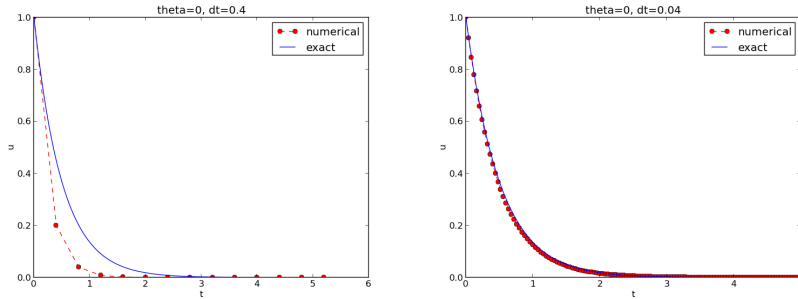 theta=0, dt=0.4
1.0
0.8
0.6
0.4
0.2
0.0
u
0 1 2 3 4 5 6
t
numerical
exact
theta=0, dt=0.04
1.0
0.8
0.6
0.4
0.2
0.0
u
0 1 2 3 4
t
numerical
exact